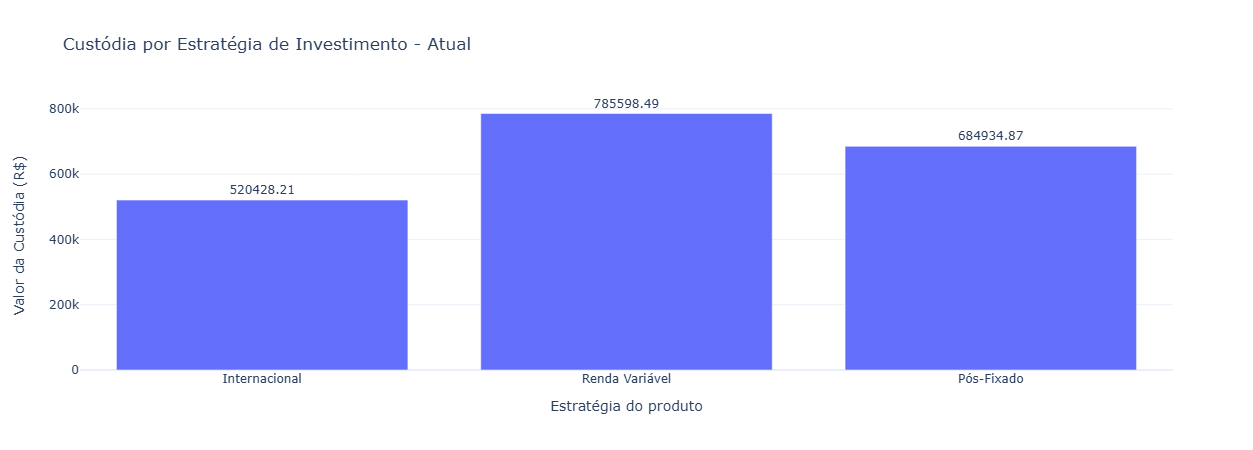 Custódia por Estratégia de Investimento - Atual
Valor da Custódia (R$)
800k
600k
400k
200k
0
520428.21
785598.49
684934.87
Internacional
Renda Variável
Pós-Fixado
Estratégia do produto